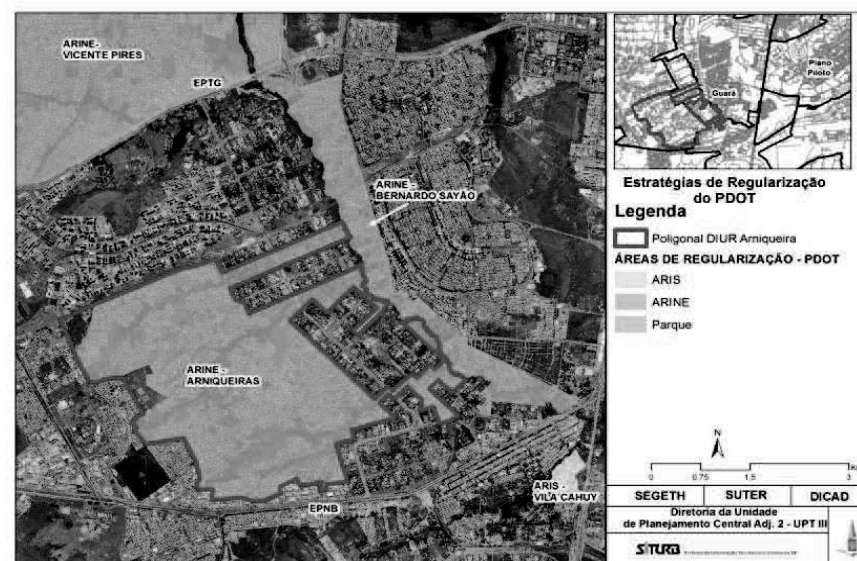 ARINE-
VICENTE PIRES
EPTG
ARINE -
BERNARDO SAYÃO
ARINE -
ARNIQUEIRAS
ARIS -
VILA CAHUY
EPNB
Plano
Piloto
Guará
Estratégias de Regularização
do PDOT
Legenda
Poligonal DIUR Arniqueira
ÁREAS DE REGULARIZAÇÃO - PDOT
ARIS
ARINE
Parque
N
0 0.75 1,5 3
SEGETH SUTER DICAD
Diretoria da Unidade
de Planejamento Central Adj. 2 - UPT III
SITURB